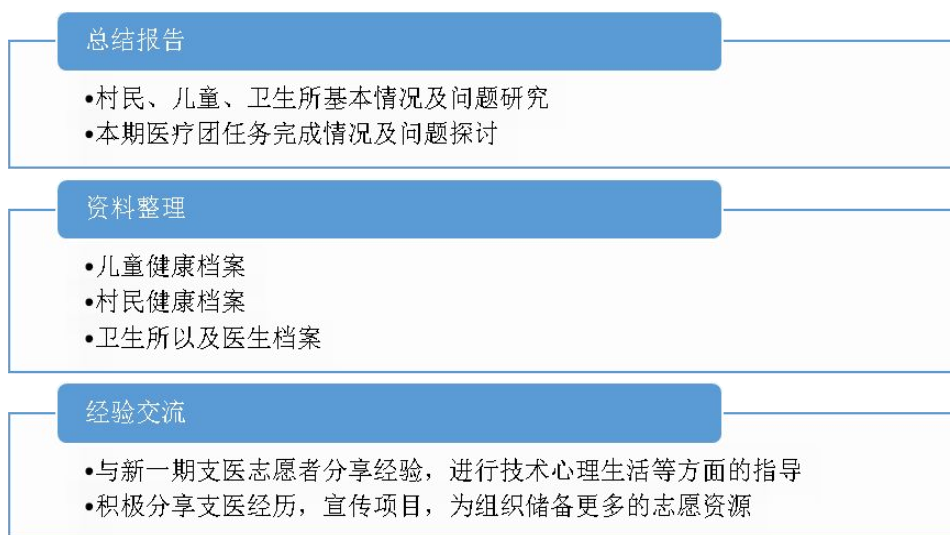 总结报告
•村民、儿童、卫生所基本情况及问题研究
•本期医疗团任务完成情况及问题探讨
资料整理
•儿童健康档案
•村民健康档案
•卫生所以及医生档案
经验交流
•与新一期支医志愿者分享经验，进行技术心理生活等方面的指导
•积极分享支医经历，宣传项目，为组织储备更多的志愿资源